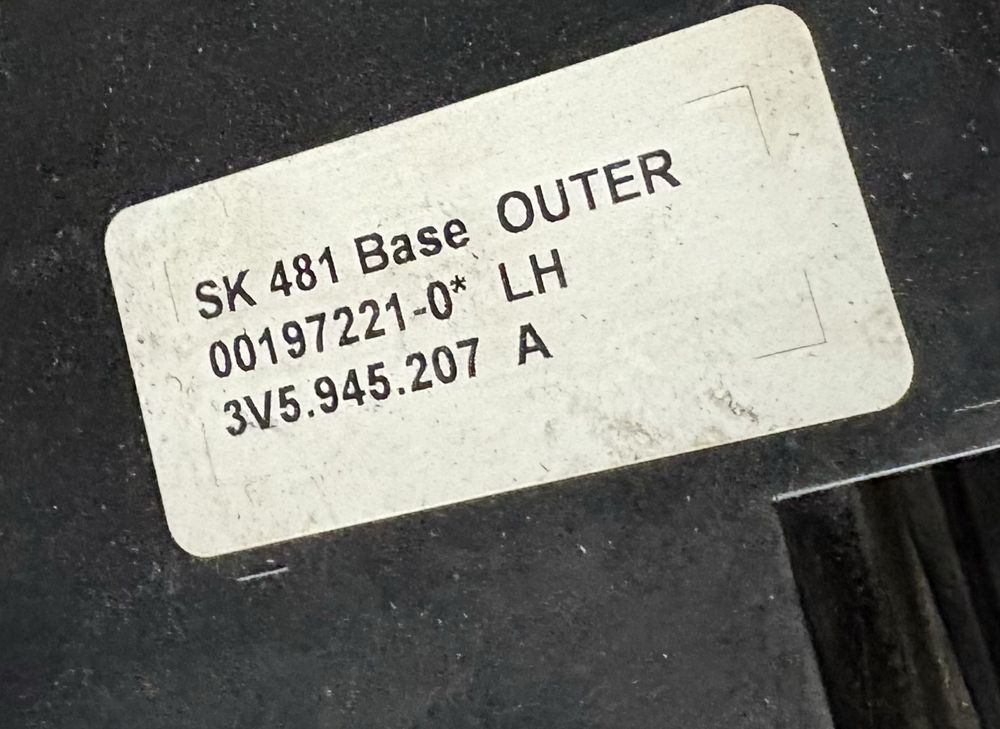 SK 481 Base OUTER
00197221-0* LH
3V5.945.207 A